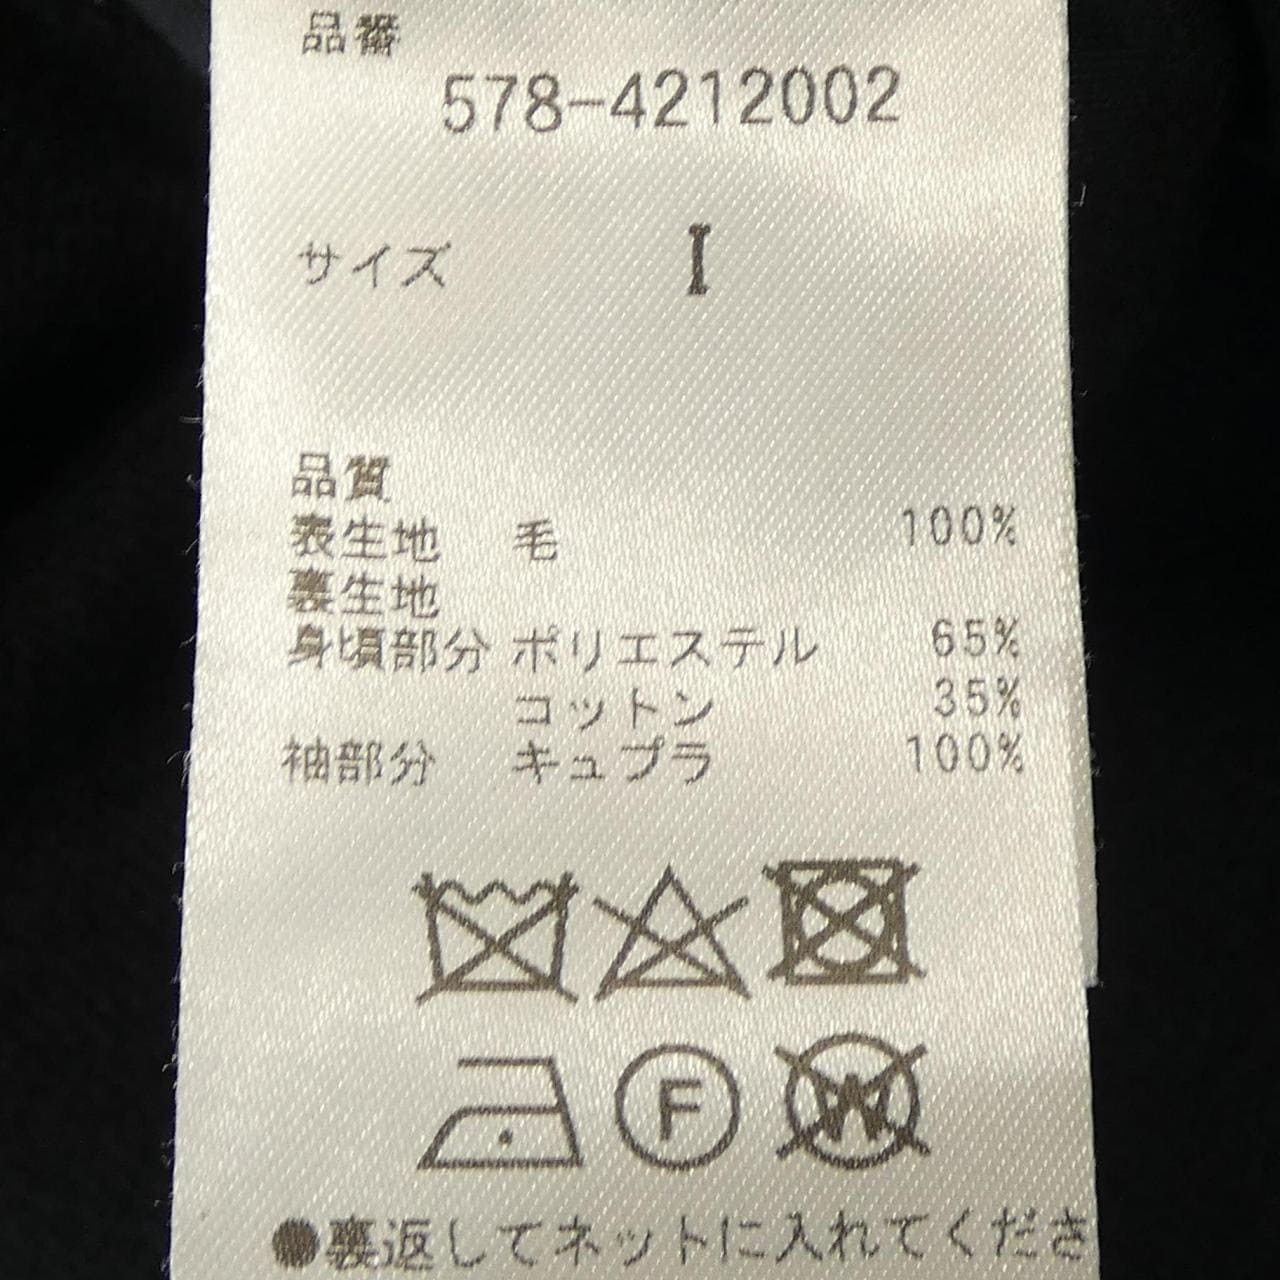 品番
578-4212002
サイズ I
品質
表生地 毛 100%
裏生地
身頃部分 ポリエステル 65%
コットン 35%
袖部分 キュプラ 100%
F
W
●裏返してネットに入れてくださ